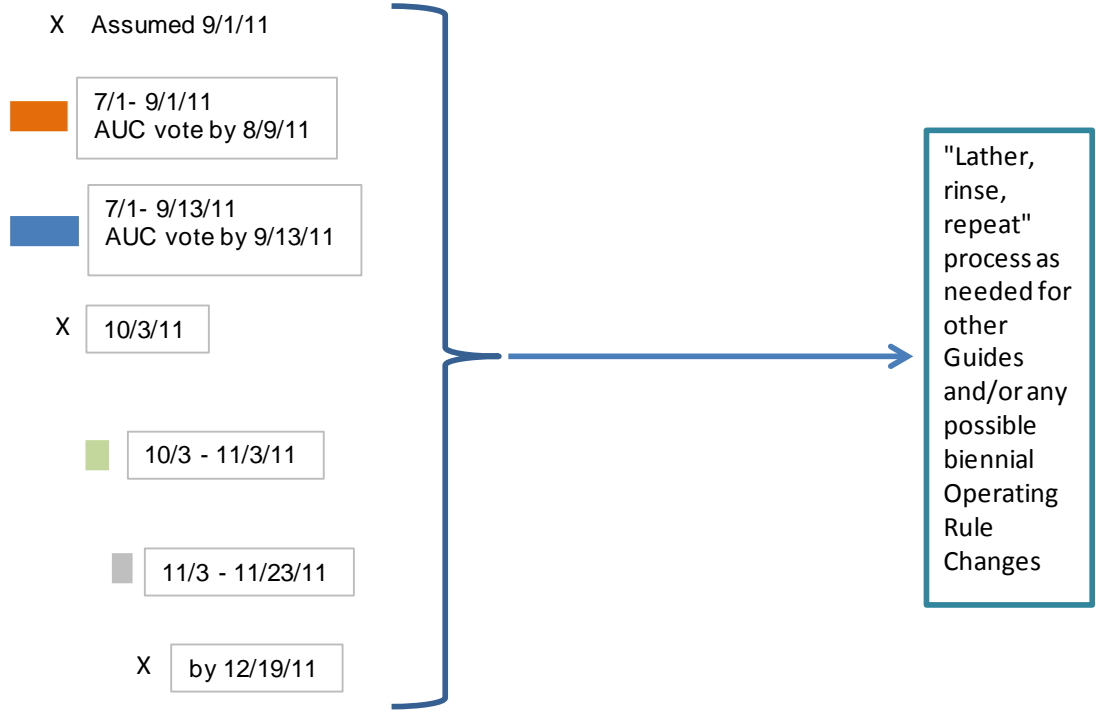 X Assumed 9/1/11
7/1- 9/1/11
AUC vote by 8/9/11
7/1- 9/13/11
AUC vote by 9/13/11
X 10/3/11
10/3 - 11/3/11
11/3 - 11/23/11
X by 12/19/11
"Lather,
rinse,
repeat"
process as
needed for
other
Guides
and/or any
possible
biennial
Operating
Rule
Changes